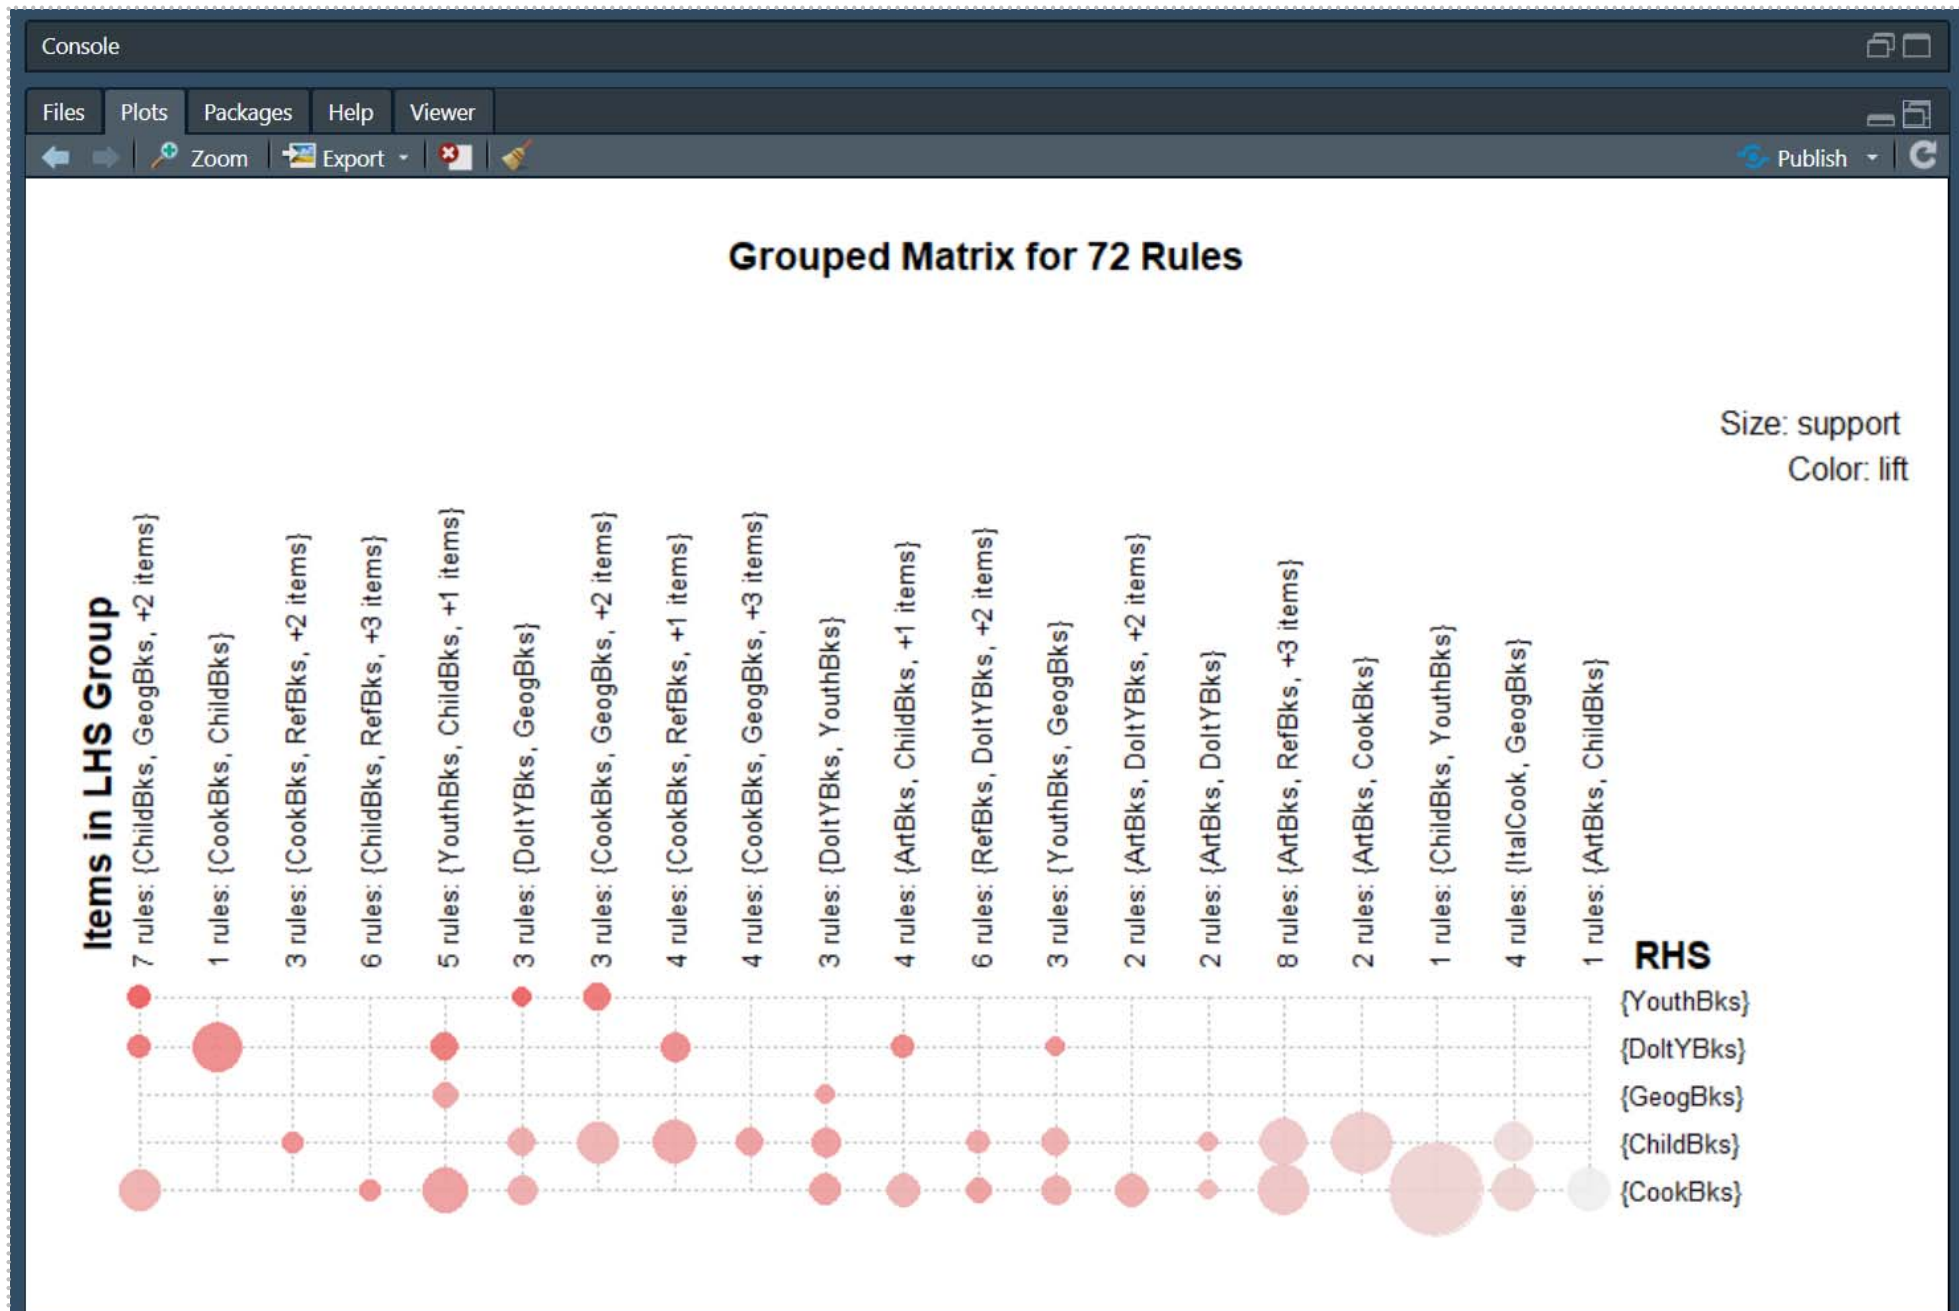 Console
Files Plots Packages Help Viewer
Zoom Export Publish
Grouped Matrix for 72 Rules
Size: support
Color: lift
Items in LHS Group
7 rules: {ChildBks, GeogBks, +2 items}
1 rules: {CookBks, ChildBks}
3 rules: {CookBks, RefBks, +2 items}
6 rules: {ChildBks, RefBks, +3 items}
5 rules: {YouthBks, ChildBks, +1 items}
3 rules: {DoItYBks, GeogBks}
3 rules: {CookBks, GeogBks, +2 items}
4 rules: {CookBks, RefBks, +1 items}
4 rules: {CookBks, GeogBks, +3 items}
3 rules: {DoItYBks, YouthBks}
4 rules: {ArtBks, ChildBks, +1 items}
6 rules: {RefBks, DoItYBks, +2 items}
3 rules: {YouthBks, GeogBks}
2 rules: {ArtBks, DoItYBks, +2 items}
2 rules: {ArtBks, DoItYBks}
8 rules: {ArtBks, RefBks, +3 items}
2 rules: {ArtBks, CookBks}
1 rules: {ChildBks, YouthBks}
4 rules: {ItalCook, GeogBks}
1 rules: {ArtBks, ChildBks}
RHS
{YouthBks}
{DoItYBks}
{GeogBks}
{ChildBks}
{CookBks}